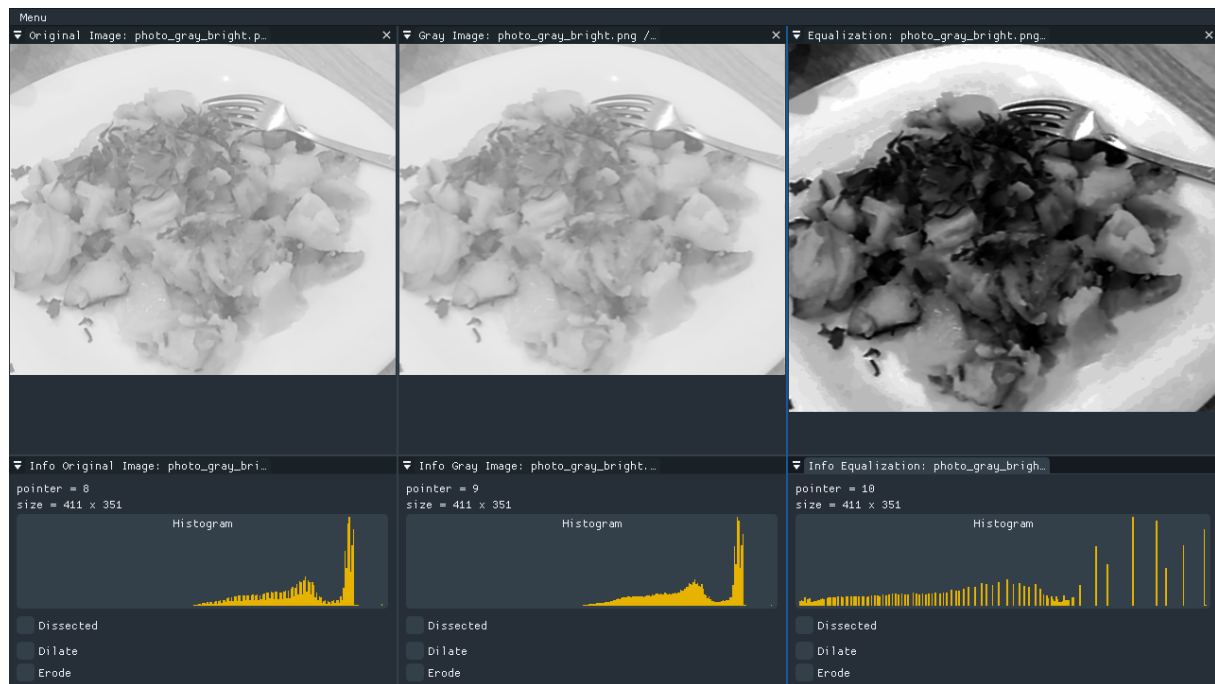 Menu
Original Image: photo_gray_bright.p…
Gray Image: photo_gray_bright.png /…
Equalization: photo_gray_bright.png…
Info Original Image: photo_gray_bri…
pointer = 8
size = 411 x 351
Histogram
Dissected
Dilate
Erode
Info Gray Image: photo_gray_bright.…
pointer = 9
size = 411 x 351
Histogram
Dissected
Dilate
Erode
Info Equalization: photo_gray_brigh…
pointer = 10
size = 411 x 351
Histogram
Dissected
Dilate
Erode